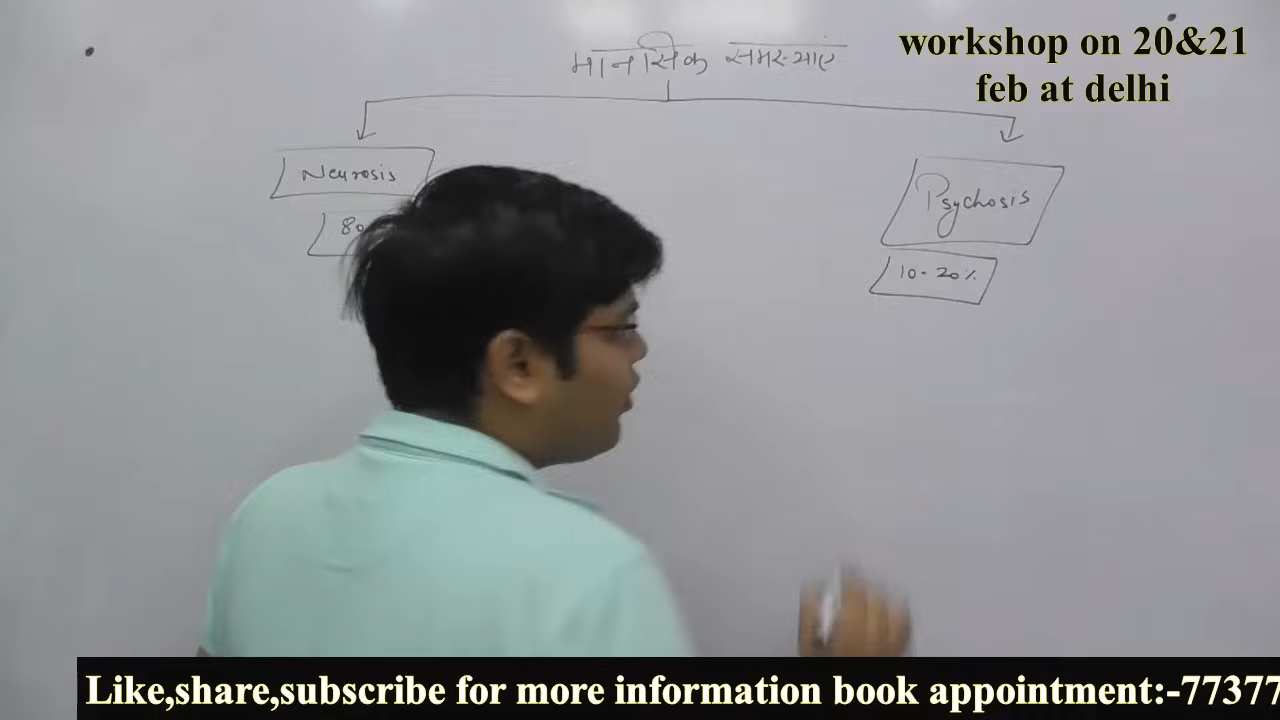 workshop on 20&21
feb at delhi
मानसिक समस्याएं
Neurosis
80
Psychosis
10-20%
Like,share,subscribe for more information book appointment:-77377